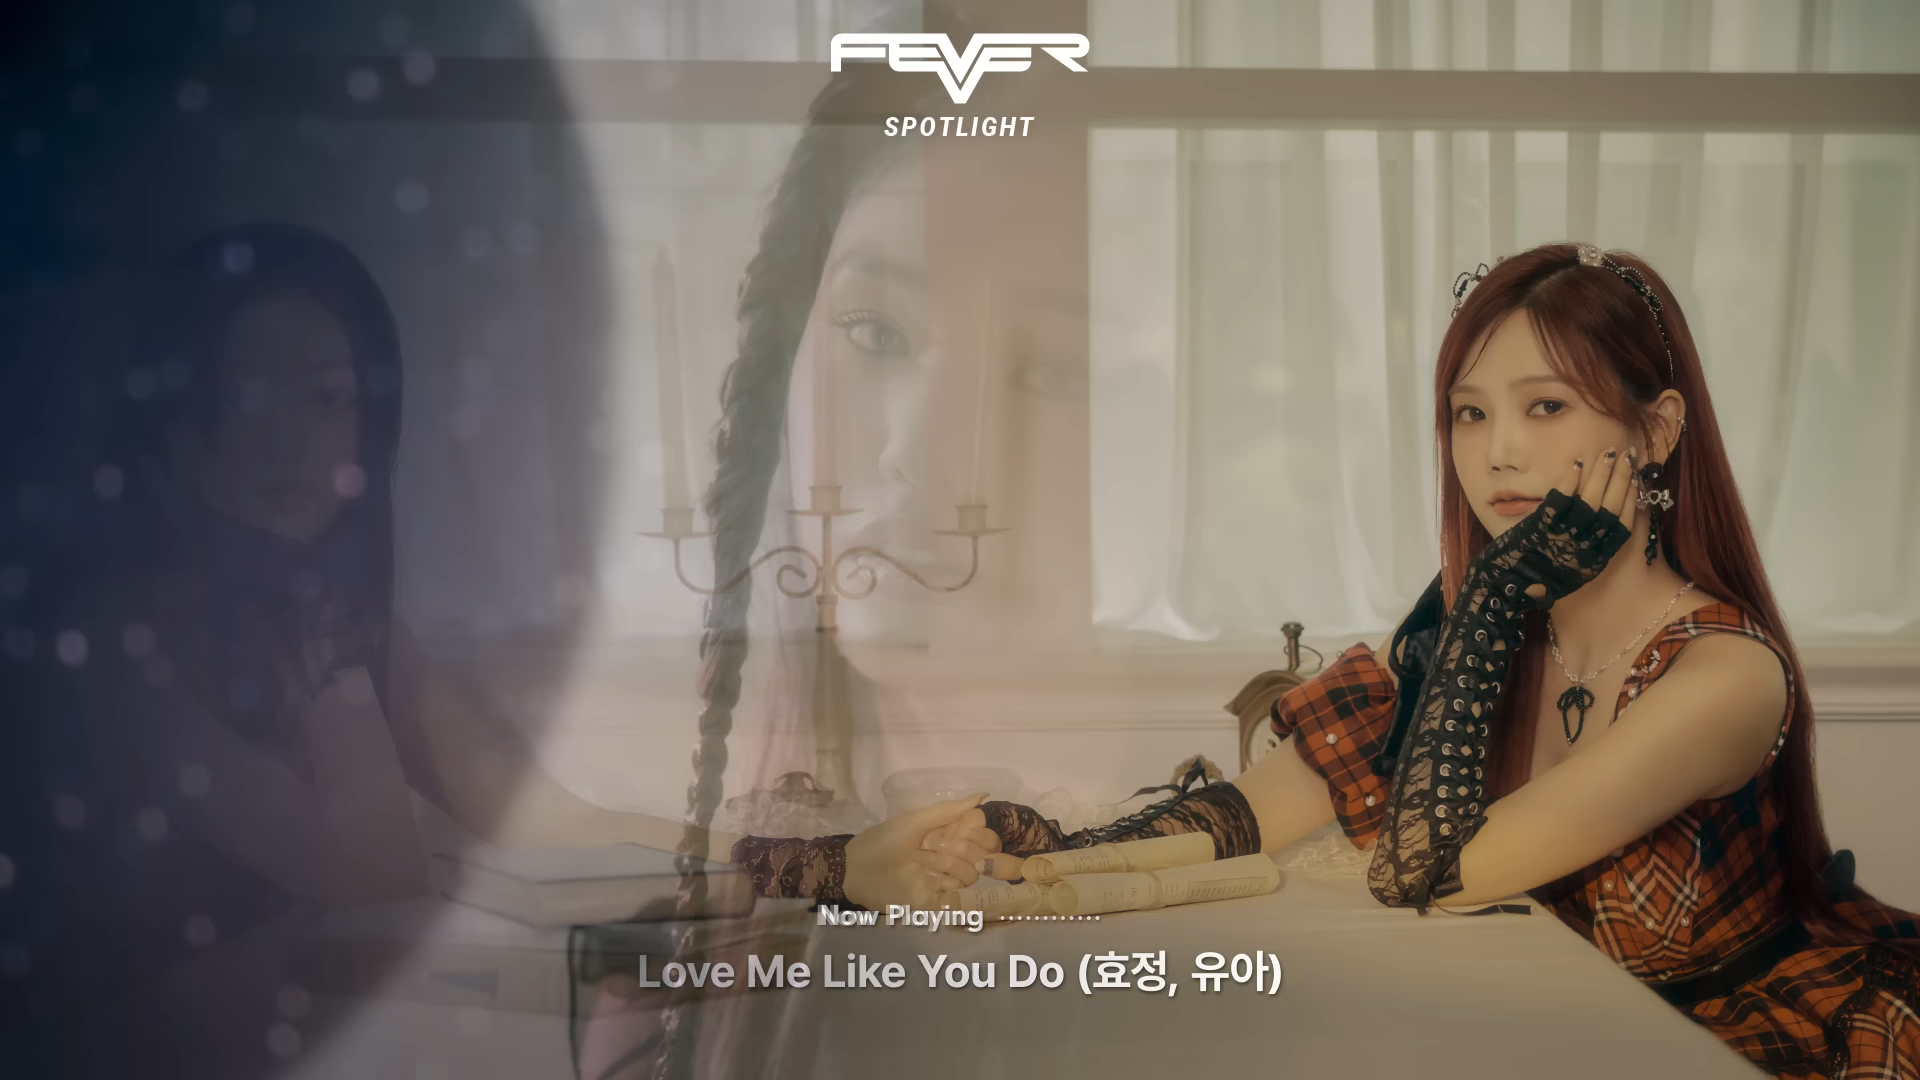 FEVER
SPOTLIGHT
Now Playing ............
Love Me Like You Do (효정, 유아)